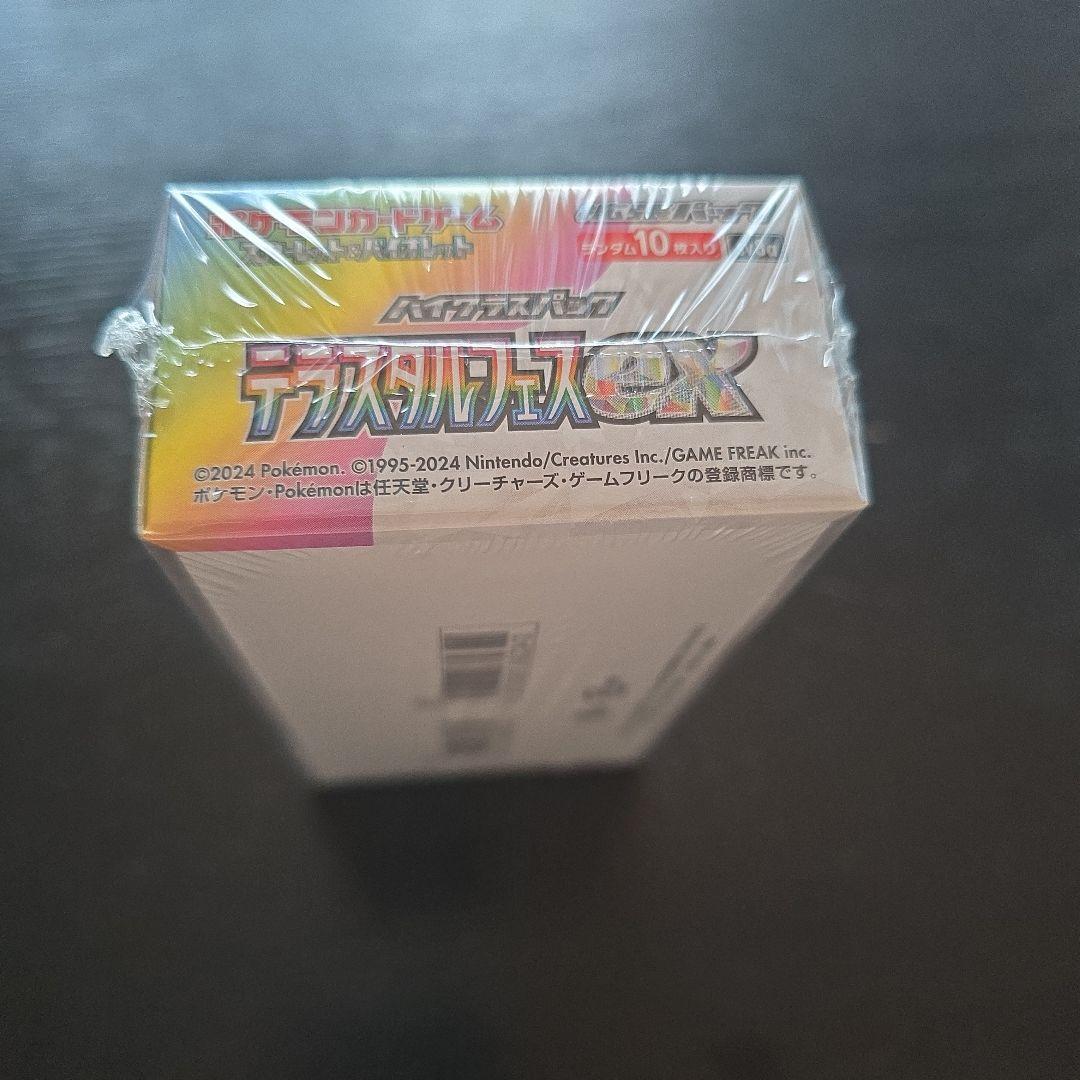 ポケモンカードゲーム
スカーレット&バイオレット
拡張パック
ランダム10枚入り
ハイクラスパック
テラスタルフェスex
©2024 Pokémon. ©1995-2024 Nintendo/Creatures Inc./GAME FREAK inc.
ポケモン・Pokémonは任天堂・クリーチャーズ・ゲームフリークの登録商標です。